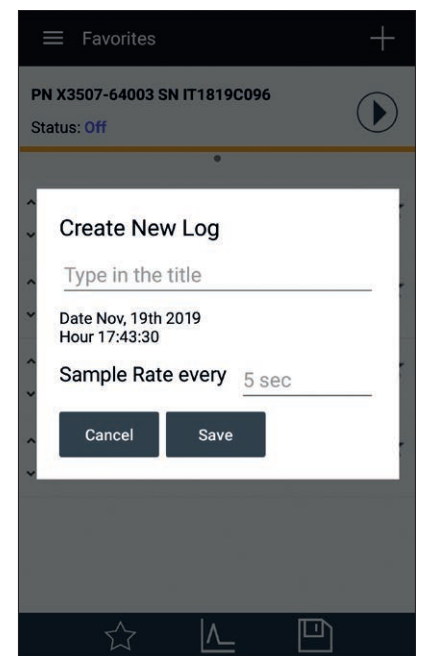 Favorites
PN X3507-64003 SN IT1819C096
Status: Off
Create New Log
Type in the title
Date Nov, 19th 2019
Hour 17:43:30
Sample Rate every 5 sec
Cancel Save